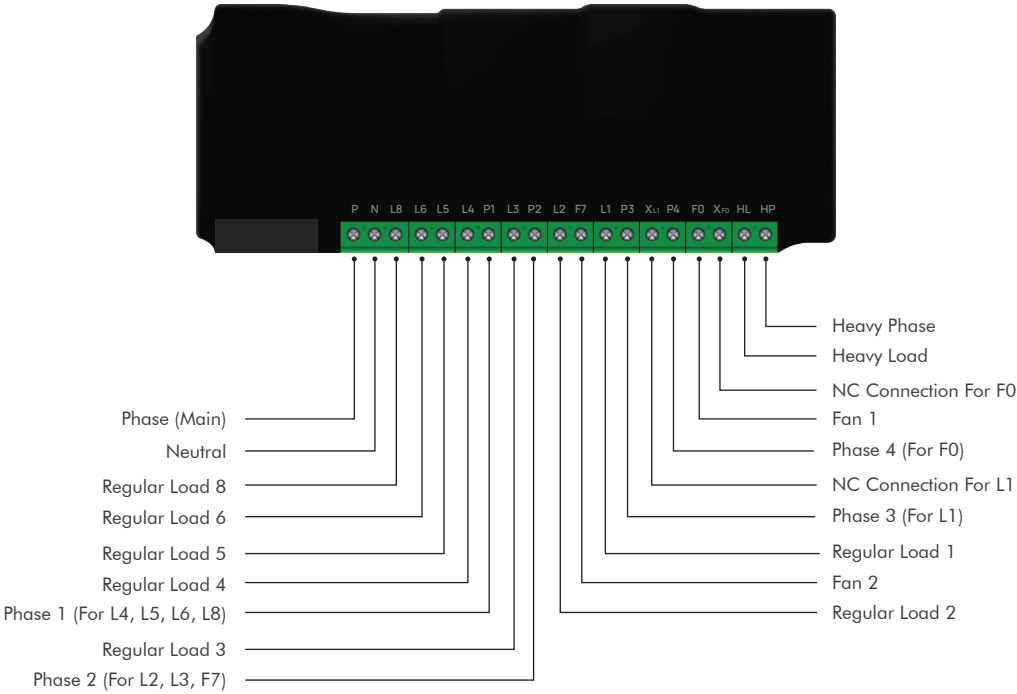 P N L8 L6 L5 L4 P1 L3 P2 L2 F7 L1 P3 XL1 P4 F0 XF0 HL HP
Heavy Phase
Heavy Load
NC Connection For F0
Phase (Main)
Fan 1
Neutral
Phase 4 (For F0)
Regular Load 8
NC Connection For L1
Regular Load 6
Phase 3 (For L1)
Regular Load 5
Regular Load 1
Regular Load 4
Fan 2
Phase 1 (For L4, L5, L6, L8)
Regular Load 2
Regular Load 3
Phase 2 (For L2, L3, F7)